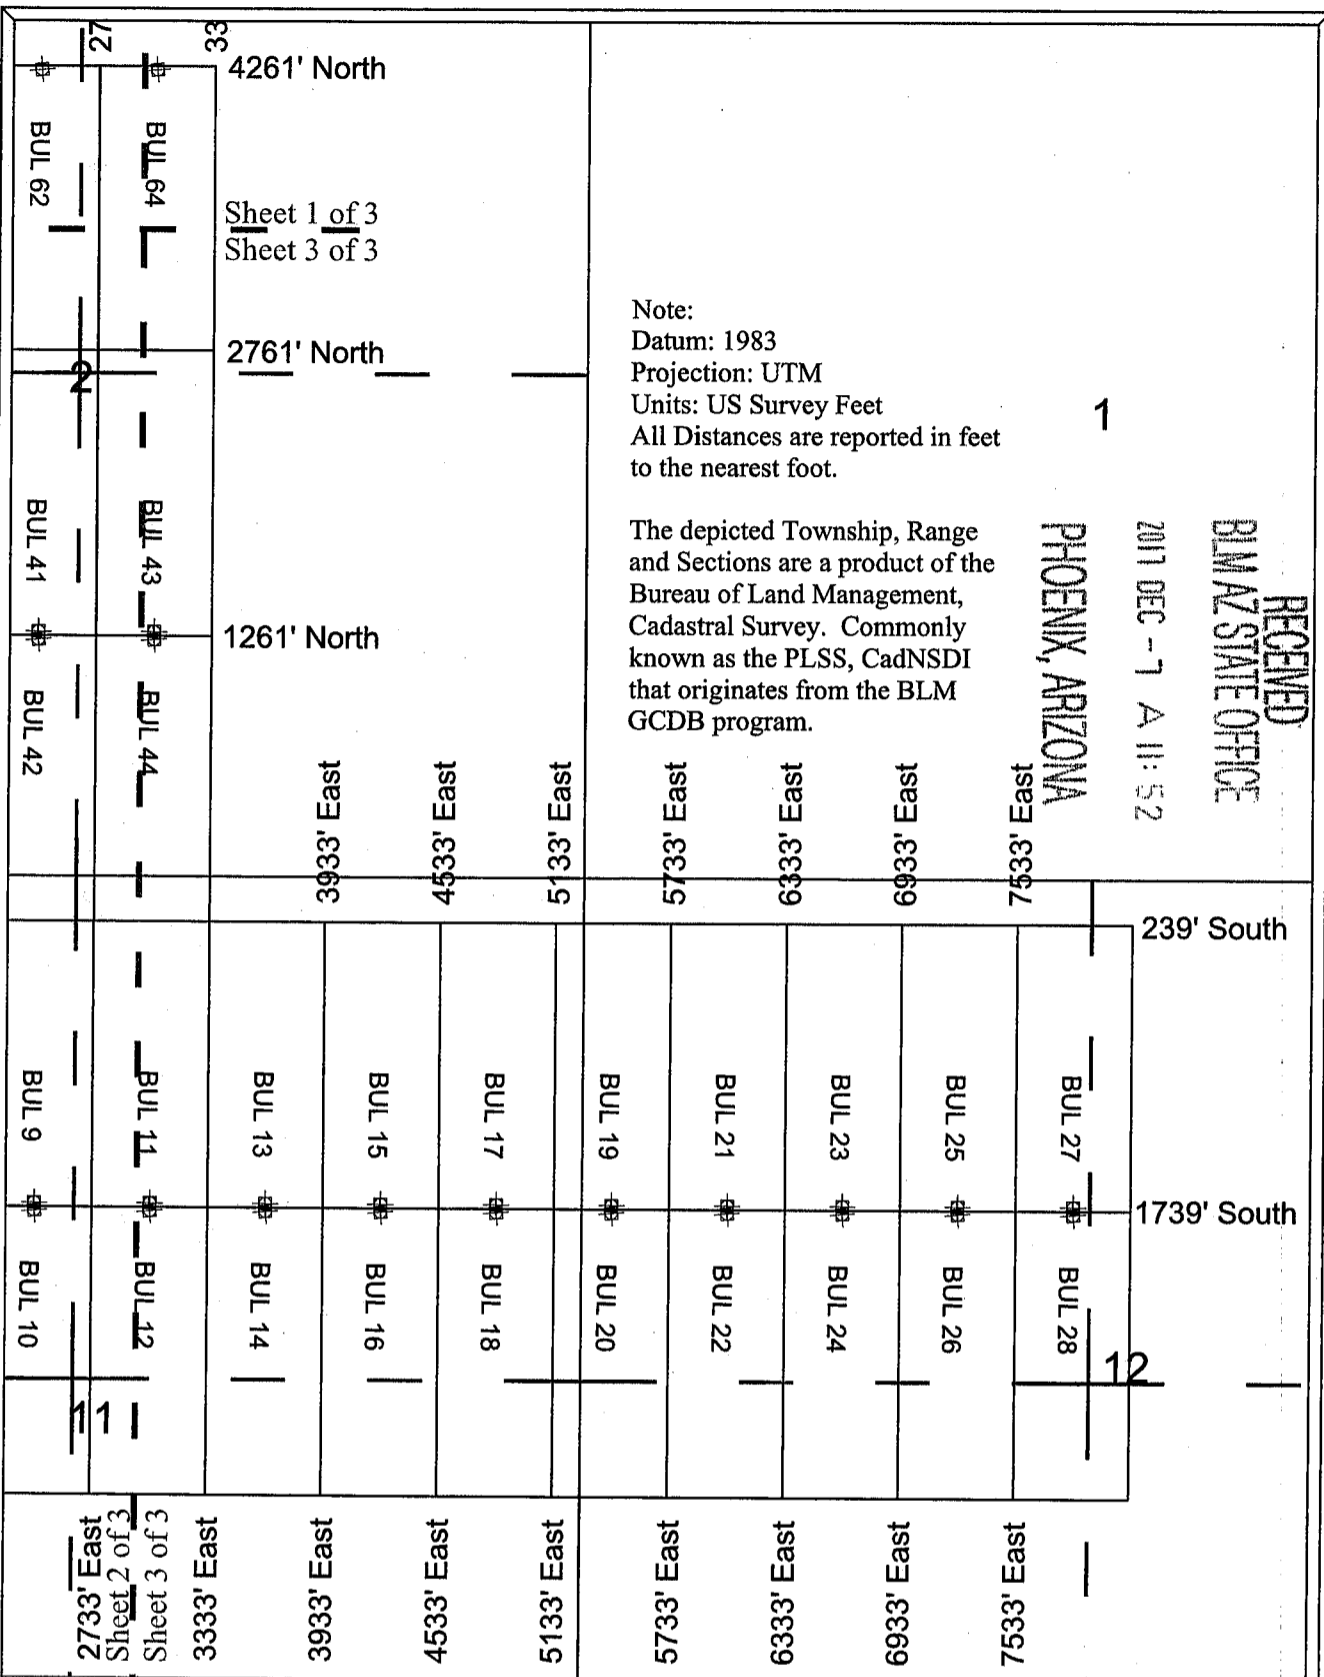 27
33
4261' North
BUL 62
BUL 64
Sheet 1 of 3
Sheet 3 of 3
2761' North
2
Note:
Datum: 1983
Projection: UTM
Units: US Survey Feet
All Distances are reported in feet
to the nearest foot.
The depicted Township, Range
and Sections are a product of the
Bureau of Land Management,
Cadastral Survey. Commonly
known as the PLSS, CadNSDI
that originates from the BLM
GCDB program.
1
RECEIVED
BLM AZ STATE OFFICE
2017 DEC -7 A 11:52
PHOENIX, ARIZONA
BUL 41
BUL 43
1261' North
BUL 42
BUL 44
3933' East
4533' East
5133' East
5733' East
6333' East
6933' East
7533' East
239' South
BUL 9
BUL 11
BUL 13
BUL 15
BUL 17
BUL 19
BUL 21
BUL 23
BUL 25
BUL 27
1739' South
BUL 10
BUL 12
BUL 14
BUL 16
BUL 18
BUL 20
BUL 22
BUL 24
BUL 26
BUL 28
12
11
2733' East
Sheet 2 of 3
Sheet 3 of 3
3333' East
3933' East
4533' East
5133' East
5733' East
6333' East
6933' East
7533' East